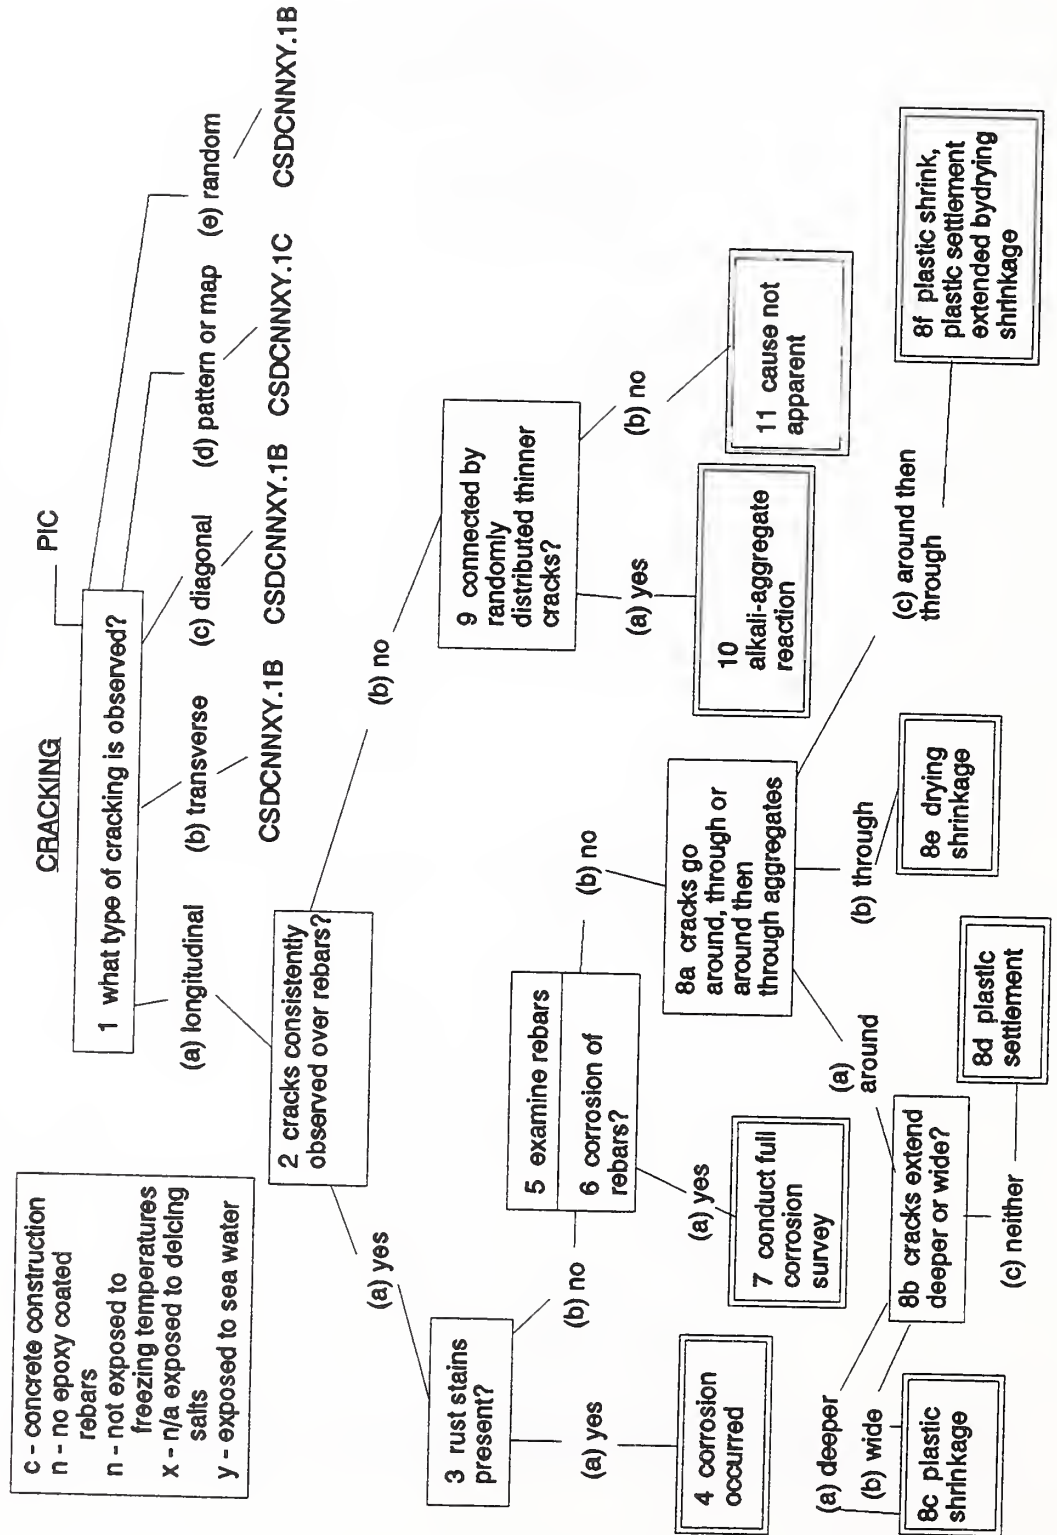 c - concrete construction
n - no epoxy coated
rebars
n - not exposed to
freezing temperatures
x - n/a exposed to deicing
salts
y - exposed to sea water
CRACKING
PIC
1 what type of cracking is observed?
(a) longitudinal
(b) transverse
(c) diagonal
(d) pattern or map
(e) random
CSDCNNXY.1B
CSDCNNXY.1B
CSDCNNXY.1C
CSDCNNXY.1B
2 cracks consistently
observed over rebars?
(a) yes
(b) no
3 rust stains
present?
(a) yes
(b) no
4 corrosion
occurred
5 examine rebars
6 corrosion of
rebars?
(a) yes
(b) no
7 conduct full
corrosion
survey
8a cracks go
around, through or
around then
through aggregates
(a)
around
(b) through
(c) around then
through
8b cracks extend
deeper or wide?
(a) deeper
(b) wide
(c) neither
8c plastic
shrinkage
8d plastic
settlement
8e drying
shrinkage
8f plastic shrink,
plastic settlement
extended bydrying
shrinkage
9 connected by
randomly
distributed thinner
cracks?
(a) yes
(b) no
10
alkali-aggregate
reaction
11 cause not
apparent